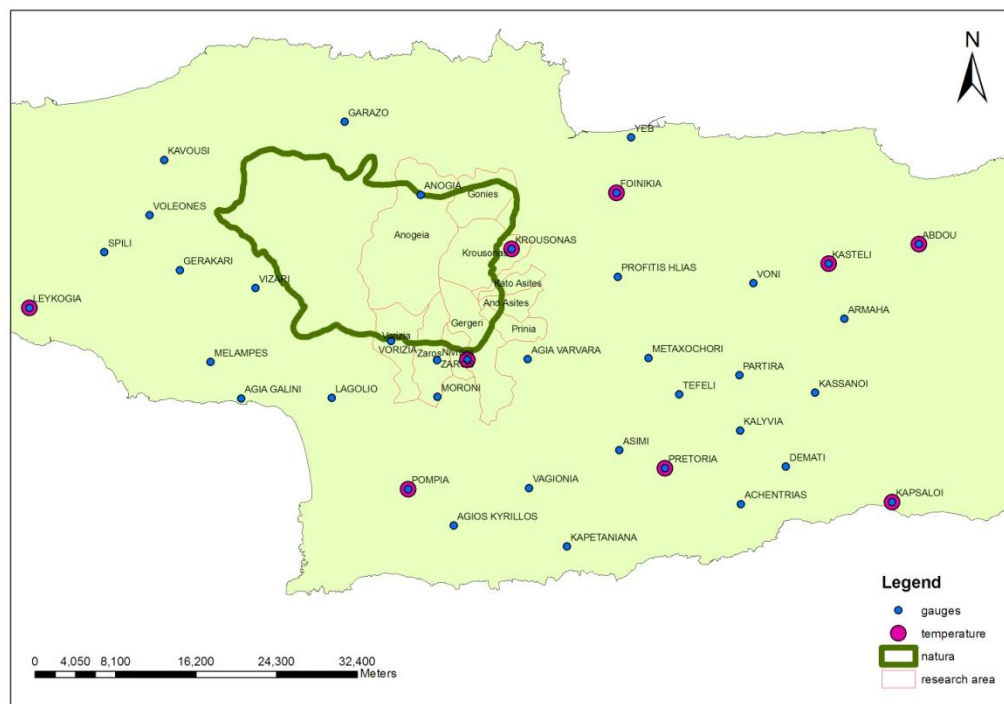 N
GARAZO
YEB
KAVOUSI
ANOGIA
Gonies
FOINIKIA
VOLEONES
Anogeia
KROUSONAS
ABDOU
SPILI
Krousonas
KASTELI
GERAKARI
PROFITIS HLIAS
VONI
VIZARI
Kato Asites
LEYKOGIA
Ano Asites
ARMAHA
Gergeri
Prinia
Vorizia
VORIZIA
Zaros
AGIA VARVARA
METAXOCHORI
MELAMPES
PARTIRA
AGIA GALINI
LAGOLIO
MORONI
TEFELI
KASSANOI
KALYVIA
ASIMI
PRETORIA
DEMATI
POMPIA
VAGIONIA
ACHENTRIAS
KAPSALOI
AGIOS KYRILLOS
KAPETANIANA
Legend
gauges
temperature
natura
research area
0 4,050 8,100 16,200 24,300 32,400
Meters